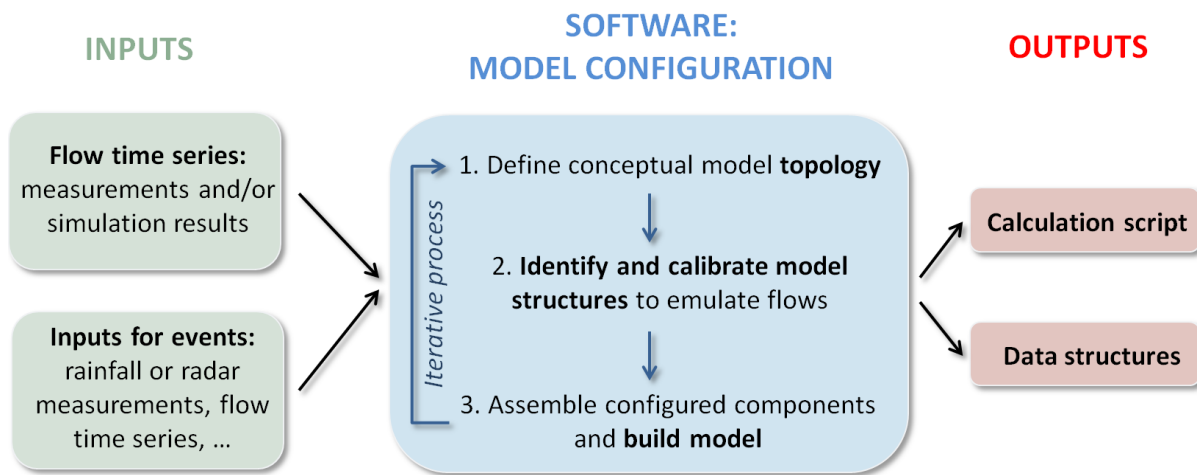 INPUTS
Flow time series:
measurements and/or
simulation results
Inputs for events:
rainfall or radar
measurements, flow
time series, …
SOFTWARE:
MODEL CONFIGURATION
Iterative process
1. Define conceptual model topology
2. Identify and calibrate model
structures to emulate flows
3. Assemble configured components
and build model
OUTPUTS
Calculation script
Data structures